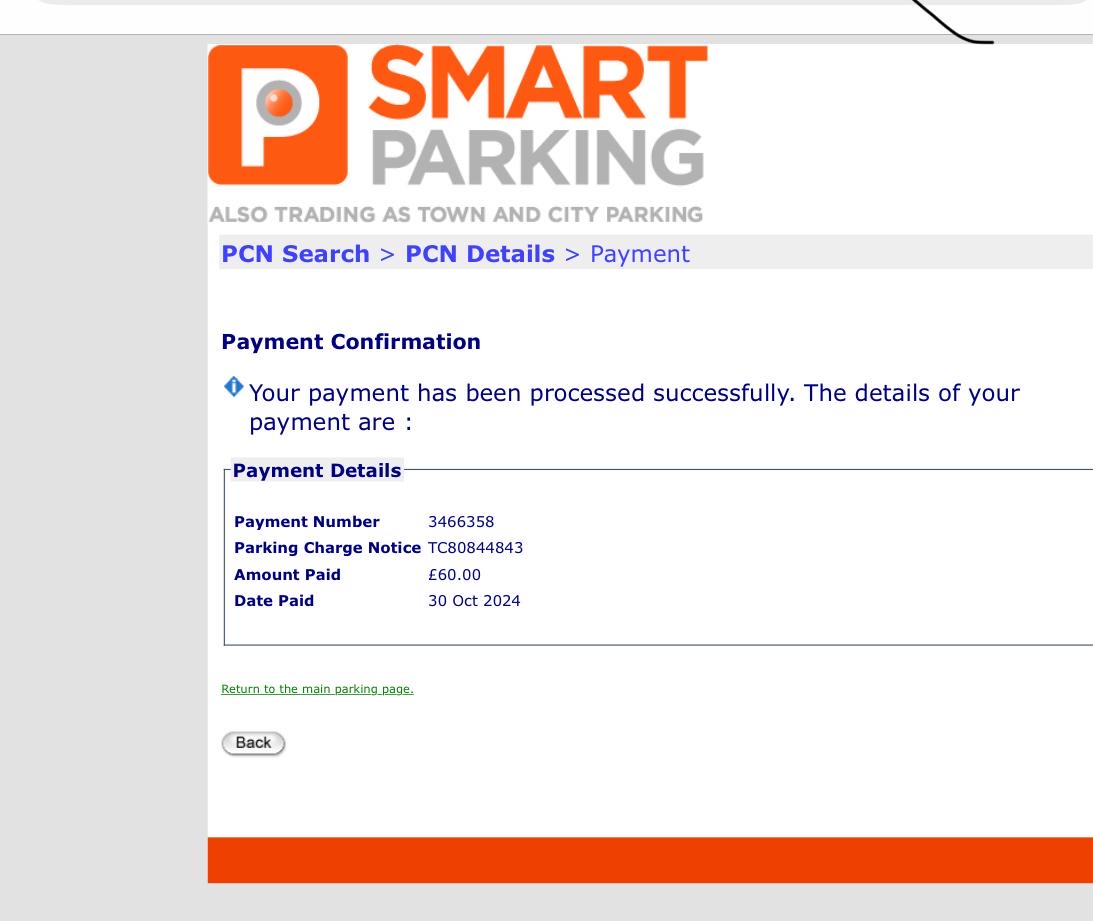 SMART
PARKING
ALSO TRADING AS TOWN AND CITY PARKING
PCN Search > PCN Details > Payment
Payment Confirmation
Your payment has been processed successfully. The details of your
payment are :
Payment Details
Payment Number 3466358
Parking Charge Notice TC80844843
Amount Paid £60.00
Date Paid 30 Oct 2024
Return to the main parking page.
Back